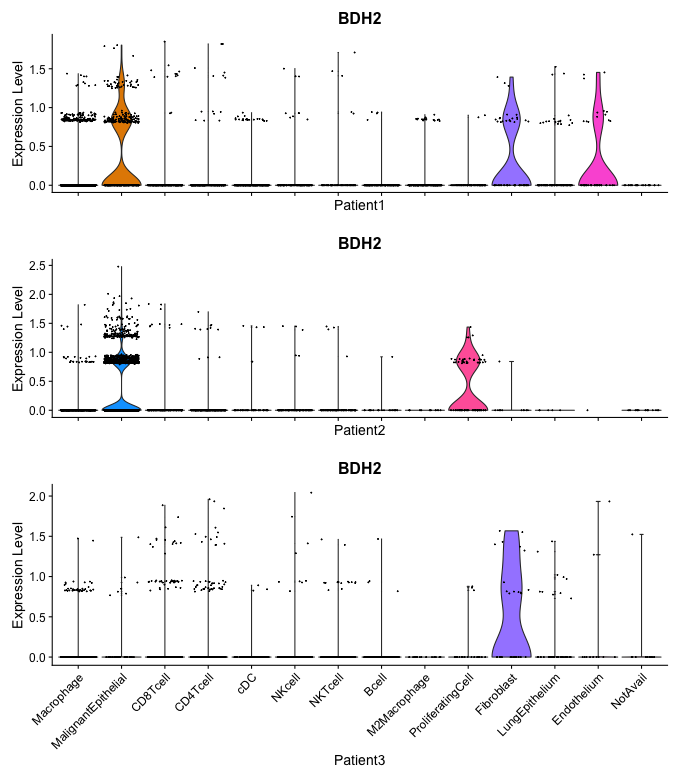 BDH2
Expression Level
1.5
1.0
0.5
0.0
Patient1
BDH2
Expression Level
2.5
2.0
1.5
1.0
0.5
0.0
Patient2
BDH2
Expression Level
2.0
1.5
1.0
0.5
0.0
Macrophage
MalignantEpithelial
CD8Tcell
CD4Tcell
cDC
NKcell
NKTcell
Bcell
M2Macrophage
ProliferatingCell
Fibroblast
LungEpithelium
Endothelium
NotAvail
Patient3